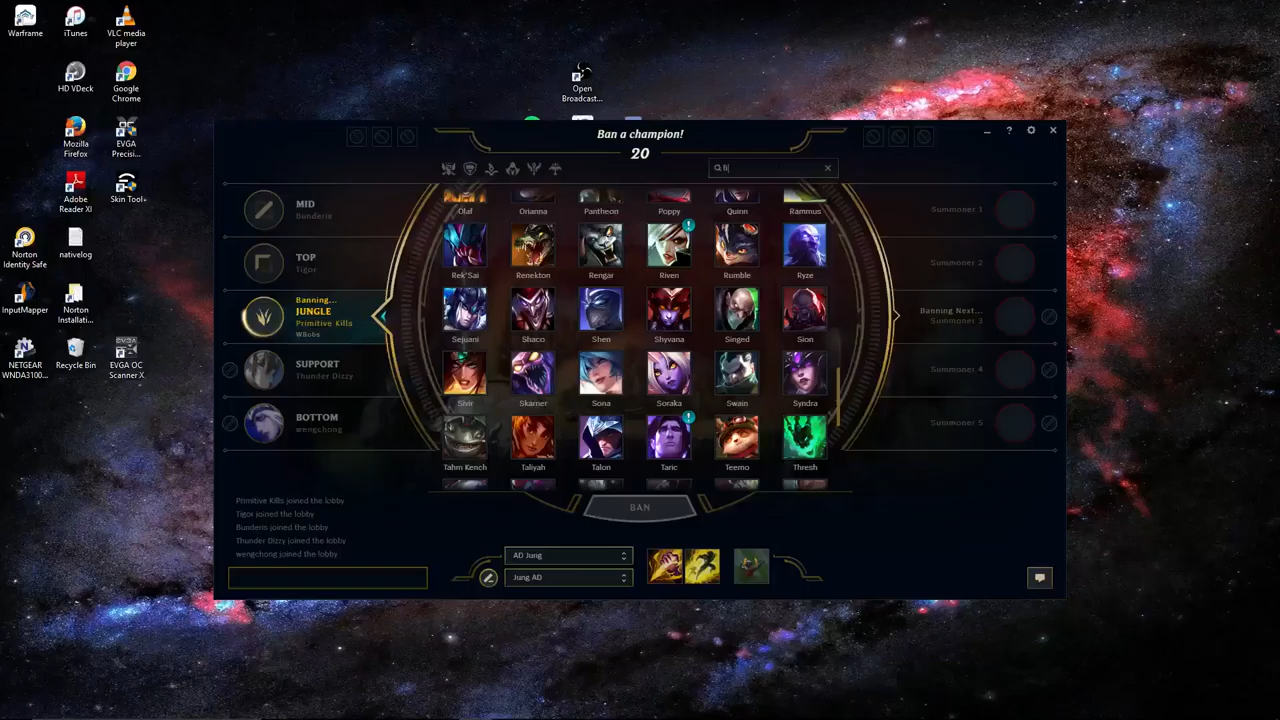 Warframe
iTunes
VLC media
player
HD VDeck
Google
Chrome
Mozilla
Firefox
EVGA
Precisi...
Adobe
Reader XI
Skin Tool+
Norton
Identity Safe
nativelog
InputMapper
Norton
Installati...
NETGEAR
WNDA3100...
Recycle Bin
EVGA OC
Scanner X
Open
Broadcast...
Ban a champion!
20
MID
Bunderis
TOP
Tigor
Banning...
JUNGLE
Primitive Kills
SUPPORT
Thunder Dizzy
BOTTOM
wengchong
Olaf
Orianna
Pantheon
Poppy
Quinn
Rammus
Rek'Sai
Renekton
Rengar
Riven
Rumble
Ryze
Sejuani
Shaco
Shen
Shyvana
Singed
Sion
Sivir
Skarner
Sona
Soraka
Swain
Syndra
Tahm Kench
Taliyah
Talon
Taric
Teemo
Thresh
BAN
Summoner 1
Summoner 2
Banning Next...
Summoner 3
Summoner 4
Summoner 5
Primitive Kills joined the lobby
Tigor joined the lobby
Bunderis joined the lobby
Thunder Dizzy joined the lobby
wengchong joined the lobby
AD Jung
Jung AD